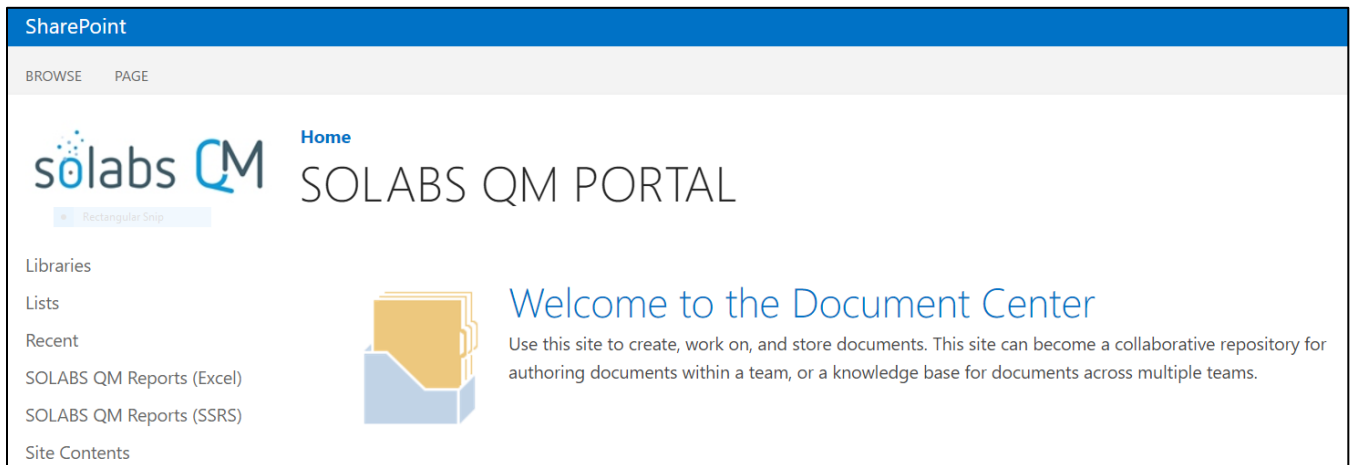 SharePoint
BROWSE PAGE
solabs QM
Home
SOLABS QM PORTAL
Rectangular Snip
Libraries
Lists
Recent
SOLABS QM Reports (Excel)
SOLABS QM Reports (SSRS)
Site Contents
Welcome to the Document Center
Use this site to create, work on, and store documents. This site can become a collaborative repository for
authoring documents within a team, or a knowledge base for documents across multiple teams.